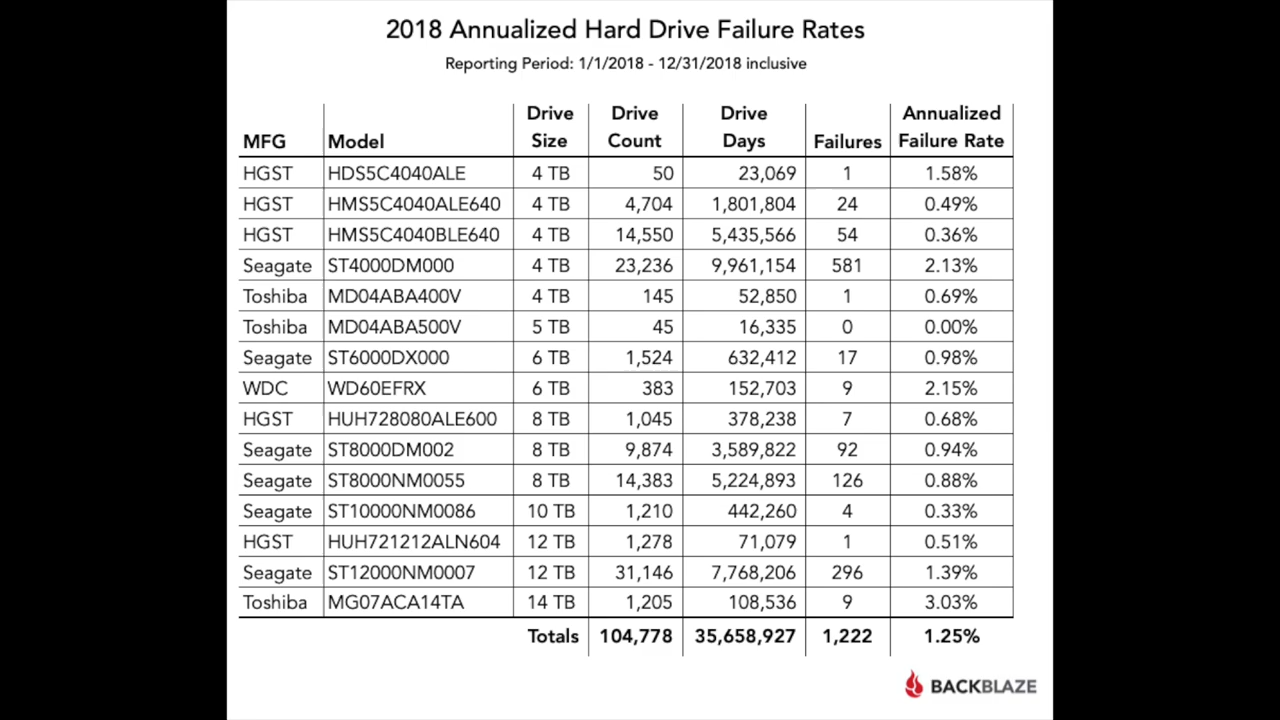 2018 Annualized Hard Drive Failure Rates
Reporting Period: 1/1/2018 - 12/31/2018 inclusive
MFG Model Drive Size Drive Count Drive Days Failures Annualized Failure Rate
HGST HDS5C4040ALE 4 TB 50 23,069 1 1.58%
HGST HMS5C4040ALE640 4 TB 4,704 1,801,804 24 0.49%
HGST HMS5C4040BLE640 4 TB 14,550 5,435,566 54 0.36%
Seagate ST4000DM000 4 TB 23,236 9,961,154 581 2.13%
Toshiba MD04ABA400V 4 TB 145 52,850 1 0.69%
Toshiba MD04ABA500V 5 TB 45 16,335 0 0.00%
Seagate ST6000DX000 6 TB 1,524 632,412 17 0.98%
WDC WD60EFRX 6 TB 383 152,703 9 2.15%
HGST HUH728080ALE600 8 TB 1,045 378,238 7 0.68%
Seagate ST8000DM002 8 TB 9,874 3,589,822 92 0.94%
Seagate ST8000NM0055 8 TB 14,383 5,224,893 126 0.88%
Seagate ST10000NM0086 10 TB 1,210 442,260 4 0.33%
HGST HUH721212ALN604 12 TB 1,278 71,079 1 0.51%
Seagate ST12000NM0007 12 TB 31,146 7,768,206 296 1.39%
Toshiba MG07ACA14TA 14 TB 1,205 108,536 9 3.03%
Totals 104,778 35,658,927 1,222 1.25%
BACKBLAZE